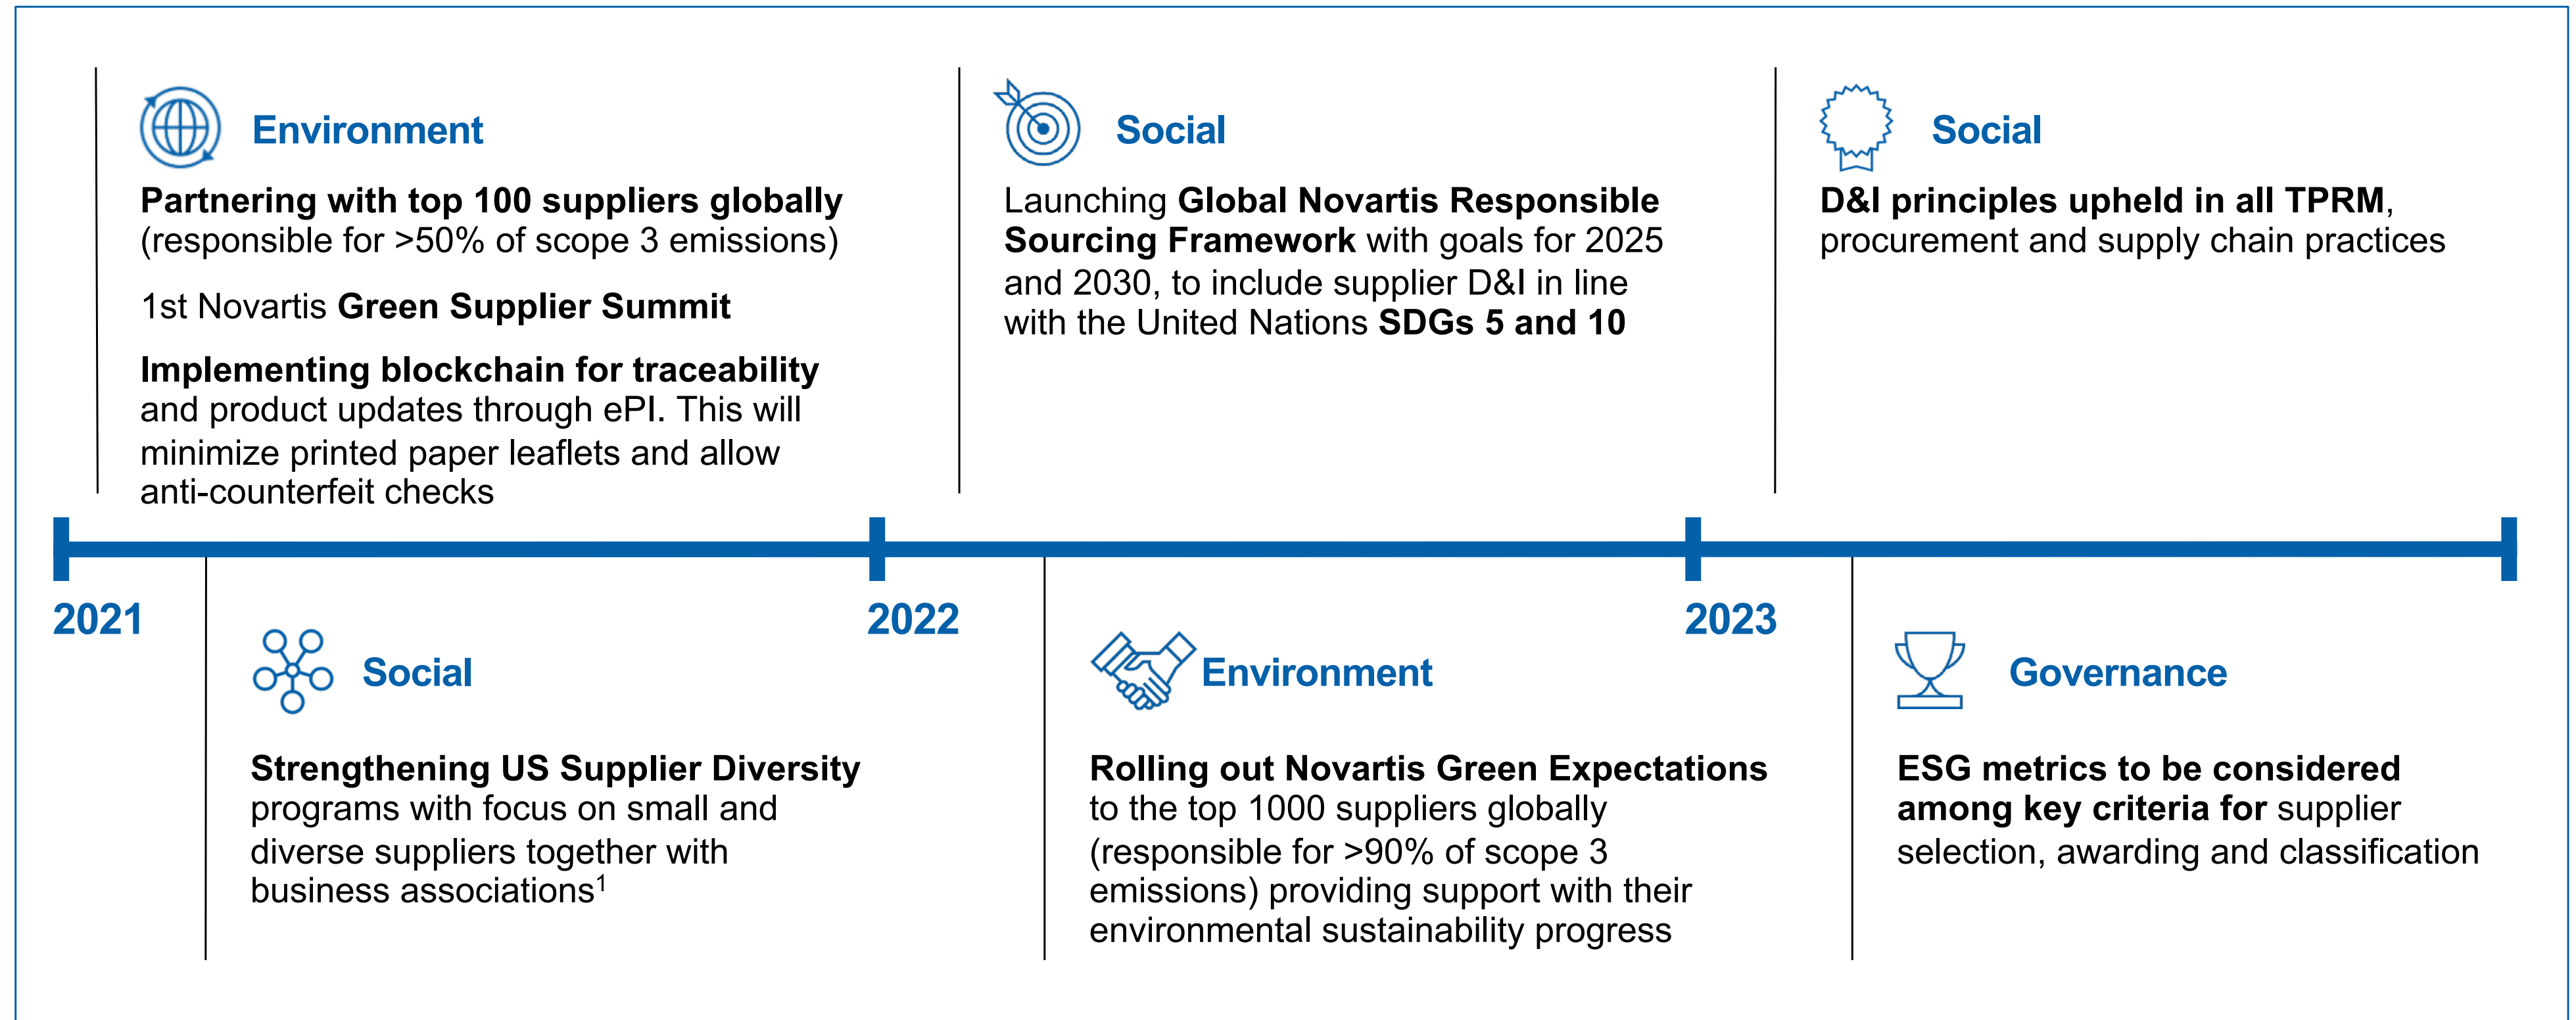 Environment
Partnering with top 100 suppliers globally
(responsible for >50% of scope 3 emissions)
1st Novartis Green Supplier Summit
Implementing blockchain for traceability
and product updates through ePI. This will
minimize printed paper leaflets and allow
anti-counterfeit checks
Social
Launching Global Novartis Responsible
Sourcing Framework with goals for 2025
and 2030, to include supplier D&I in line
with the United Nations SDGs 5 and 10
Social
D&I principles upheld in all TPRM,
procurement and supply chain practices
2021
2022
2023
Social
Strengthening US Supplier Diversity
programs with focus on small and
diverse suppliers together with
business associations¹
Environment
Rolling out Novartis Green Expectations
to the top 1000 suppliers globally
(responsible for >90% of scope 3
emissions) providing support with their
environmental sustainability progress
Governance
ESG metrics to be considered
among key criteria for supplier
selection, awarding and classification